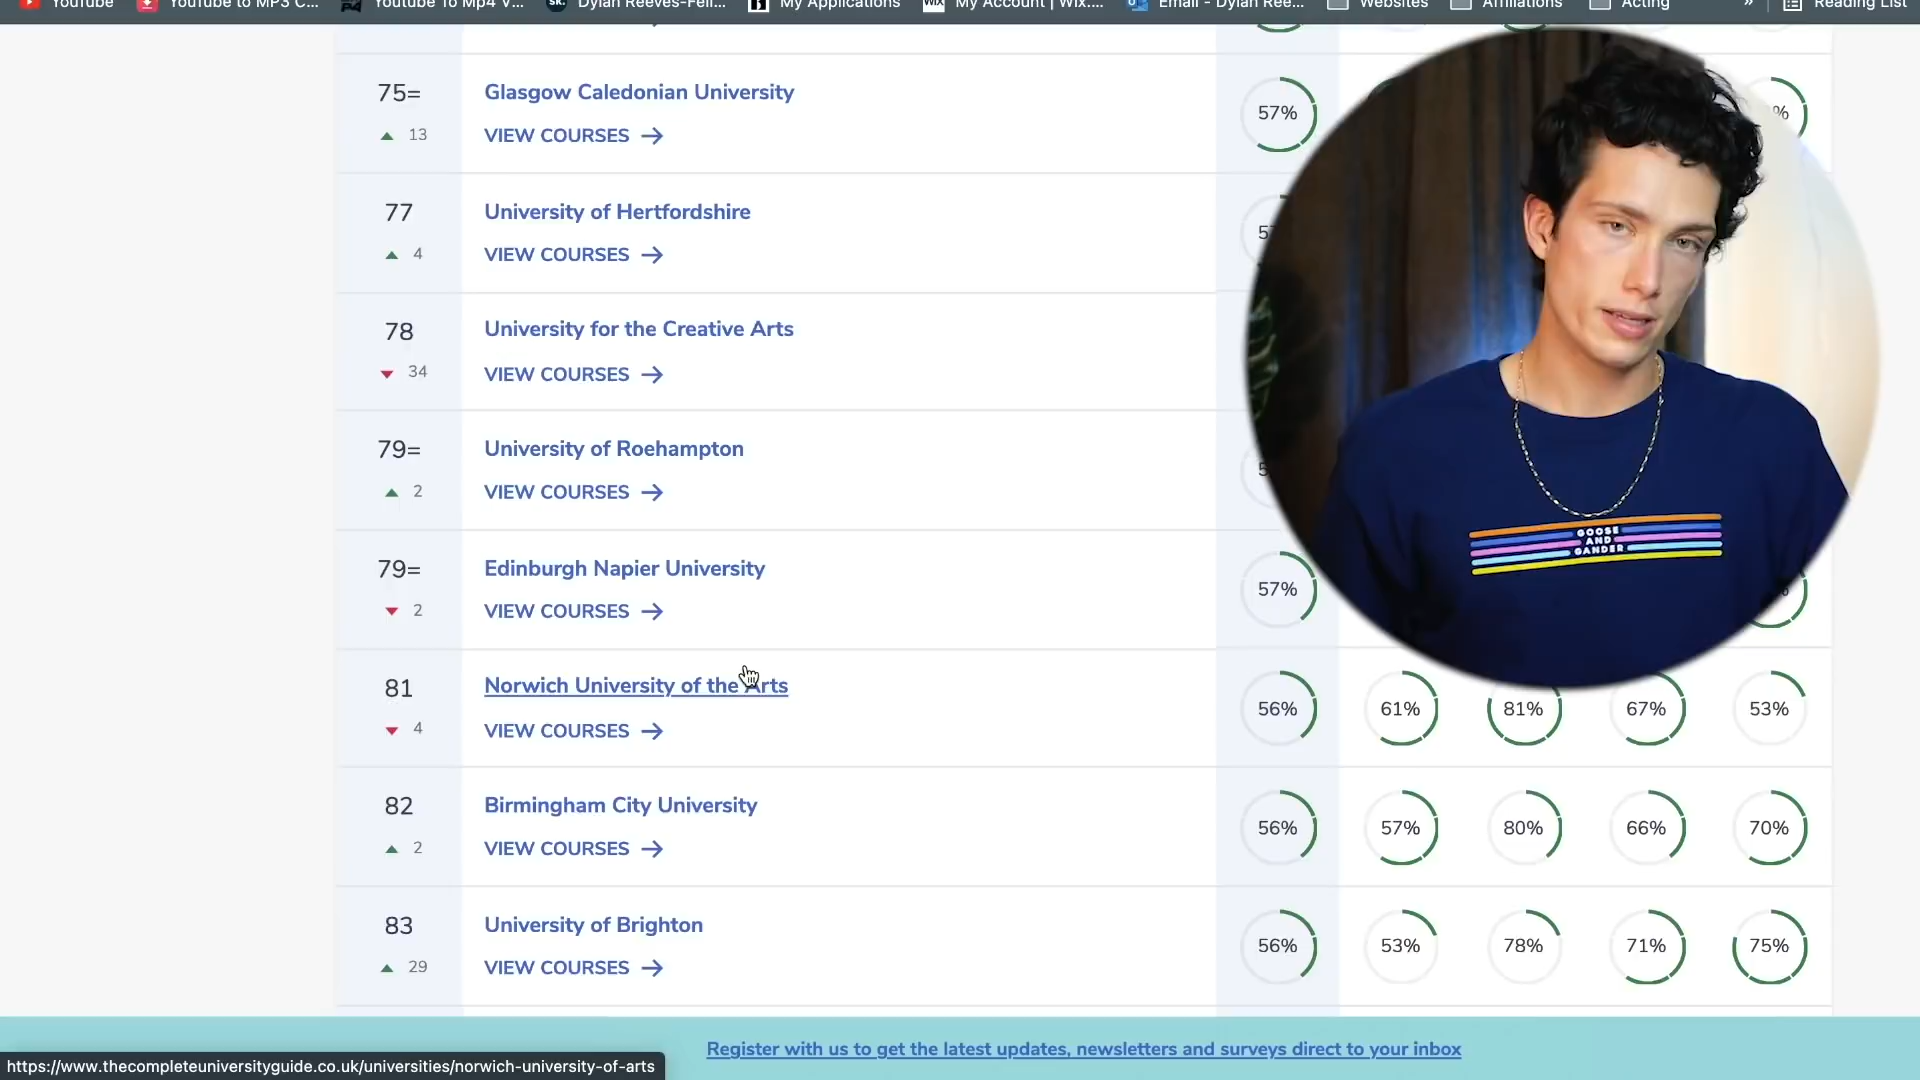 YouTube
YouTube to MP3 C...
YouTube To Mp4 V...
SK.
Dylan Reeves-Fell...
My Applications
WIX
My Account | Wix....
Email - Dylan Ree...
Websites
Affiliations
Acting
»
Reading List
75=
Glasgow Caledonian University
57%
13
VIEW COURSES →
77
University of Hertfordshire
4
VIEW COURSES →
78
University for the Creative Arts
34
VIEW COURSES →
79=
University of Roehampton
2
VIEW COURSES →
79=
Edinburgh Napier University
57%
2
VIEW COURSES →
GOOSE
AND
GANDER
81
Norwich University of the Arts
56%
61%
81%
67%
53%
4
VIEW COURSES →
82
Birmingham City University
56%
57%
80%
66%
70%
2
VIEW COURSES →
83
University of Brighton
56%
53%
78%
71%
75%
29
VIEW COURSES →
Register with us to get the latest updates, newsletters and surveys direct to your inbox
https://www.thecompleteuniversityguide.co.uk/universities/norwich-university-of-arts